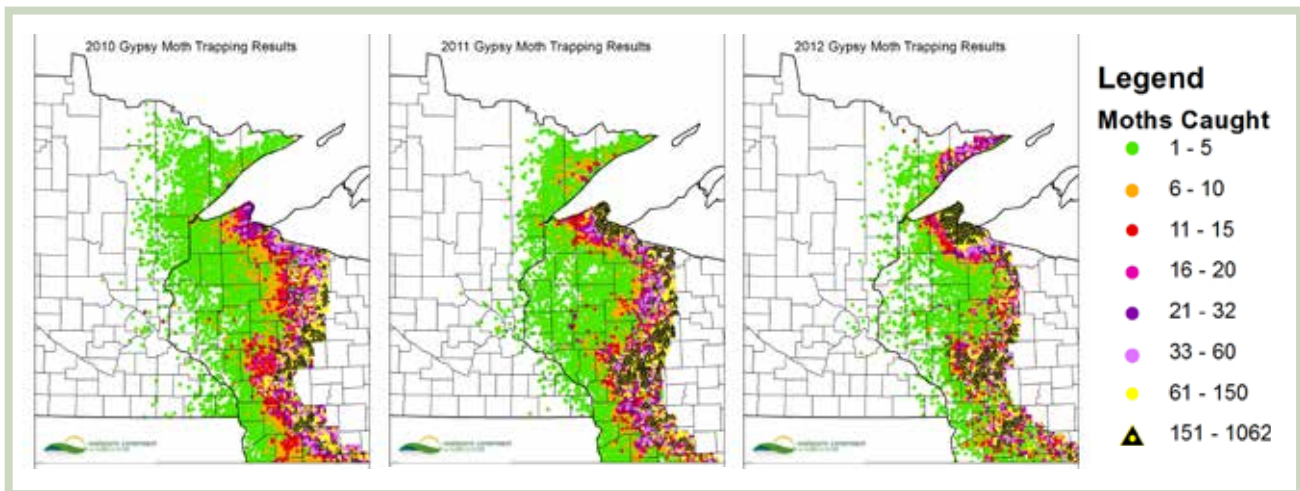 2010 Gypsy Moth Trapping Results
2011 Gypsy Moth Trapping Results
2012 Gypsy Moth Trapping Results
Legend
Moths Caught
1 - 5
6 - 10
11 - 15
16 - 20
21 - 32
33 - 60
61 - 150
151 - 1062